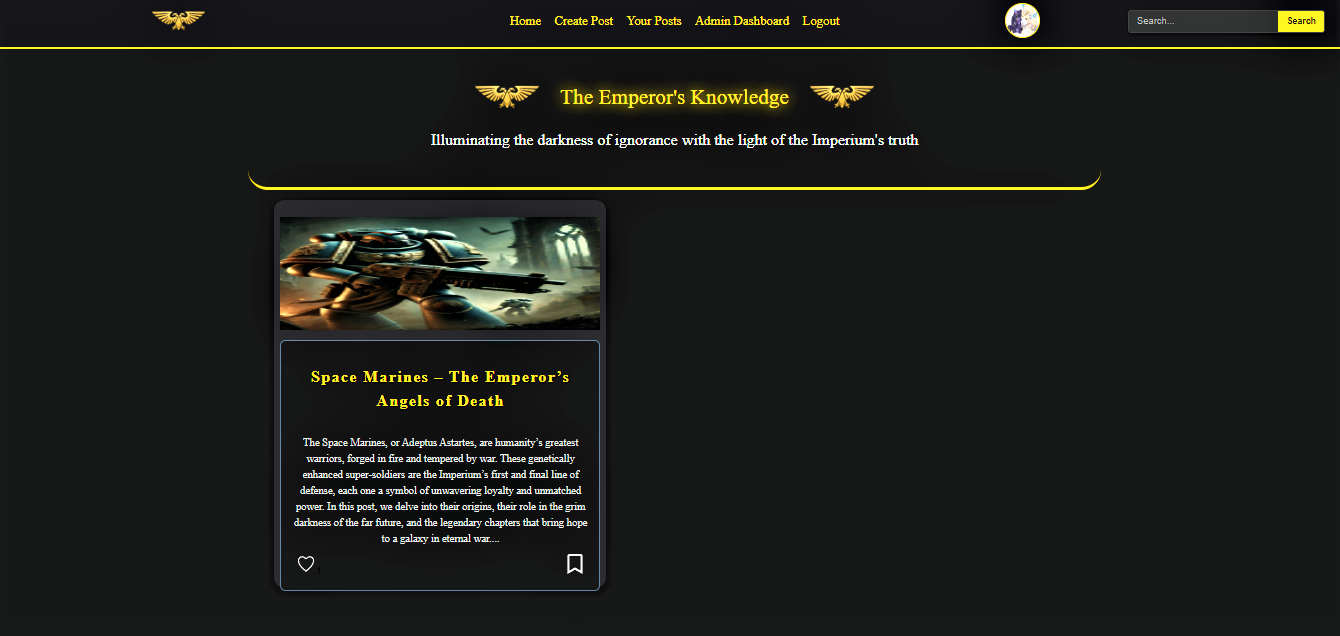 Home Create Post Your Posts Admin Dashboard Logout Search... Search
The Emperor's Knowledge
Illuminating the darkness of ignorance with the light of the Imperium's truth
Space Marines – The Emperor’s
Angels of Death
The Space Marines, or Adeptus Astartes, are humanity’s greatest
warriors, forged in fire and tempered by war. These genetically
enhanced super-soldiers are the Imperium’s first and final line of
defense, each one a symbol of unwavering loyalty and unmatched
power. In this post, we delve into their origins, their role in the grim
darkness of the far future, and the legendary chapters that bring hope
to a galaxy in eternal war....